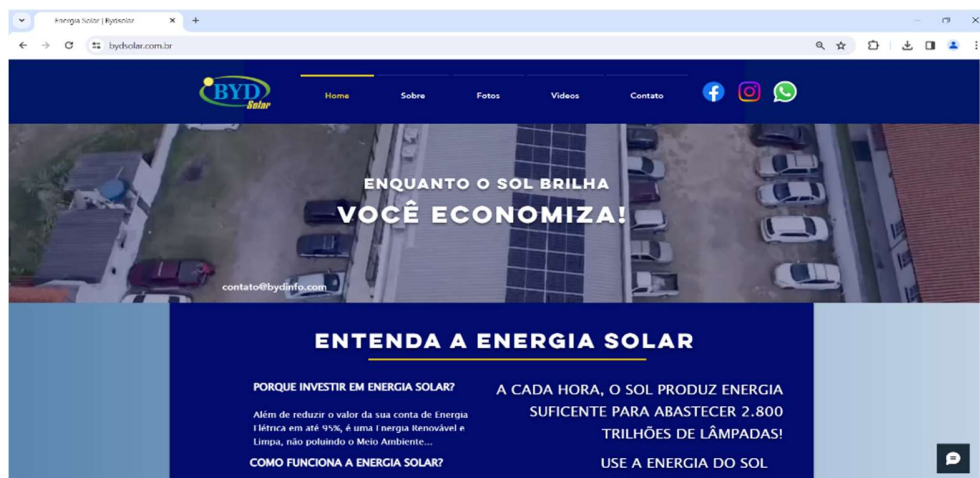 Energia Solar | Bydsolar
bydsolar.com.br
BYD
Solar
Home
Sobre
Fotos
Videos
Contato
ENQUANTO O SOL BRILHA
VOCÊ ECONOMIZA!
contato@bydinfo.com
ENTENDA A ENERGIA SOLAR
PORQUE INVESTIR EM ENERGIA SOLAR?
Além de reduzir o valor da sua conta de Energia
Elétrica em até 95%, é uma Energia Renovável e
Limpa, não poluindo o Meio Ambiente...
COMO FUNCIONA A ENERGIA SOLAR?
A CADA HORA, O SOL PRODUZ ENERGIA
SUFICENTE PARA ABASTECER 2.800
TRILHÕES DE LÂMPADAS!
USE A ENERGIA DO SOL